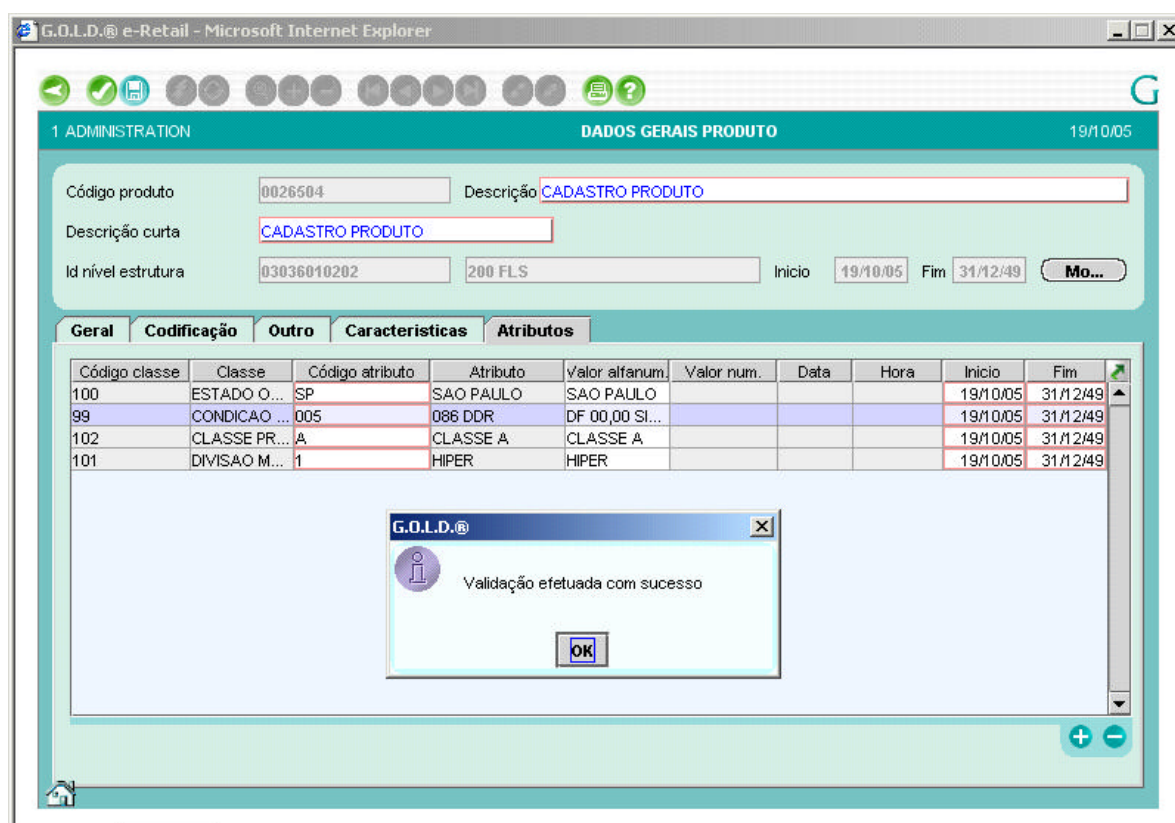 G.O.L.D.® e-Retail - Microsoft Internet Explorer
G
1 ADMINISTRATION DADOS GERAIS PRODUTO 19/10/05
Código produto 0026504 Descrição CADASTRO PRODUTO
Descrição curta CADASTRO PRODUTO
Id nível estrutura 03036010202 200 FLS Inicio 19/10/05 Fim 31/12/49 Mo...
Geral Codificação Outro Caracteristicas Atributos
Código classe Classe Código atributo Atributo Valor alfanum. Valor num. Data Hora Inicio Fim
100 ESTADO O... SP SAO PAULO SAO PAULO 19/10/05 31/12/49
99 CONDICAO ... 005 086 DDR DF 00,00 SI... 19/10/05 31/12/49
102 CLASSE PR... A CLASSE A CLASSE A 19/10/05 31/12/49
101 DIVISAO M... 1 HIPER HIPER 19/10/05 31/12/49
G.O.L.D.®
Validação efetuada com sucesso
OK